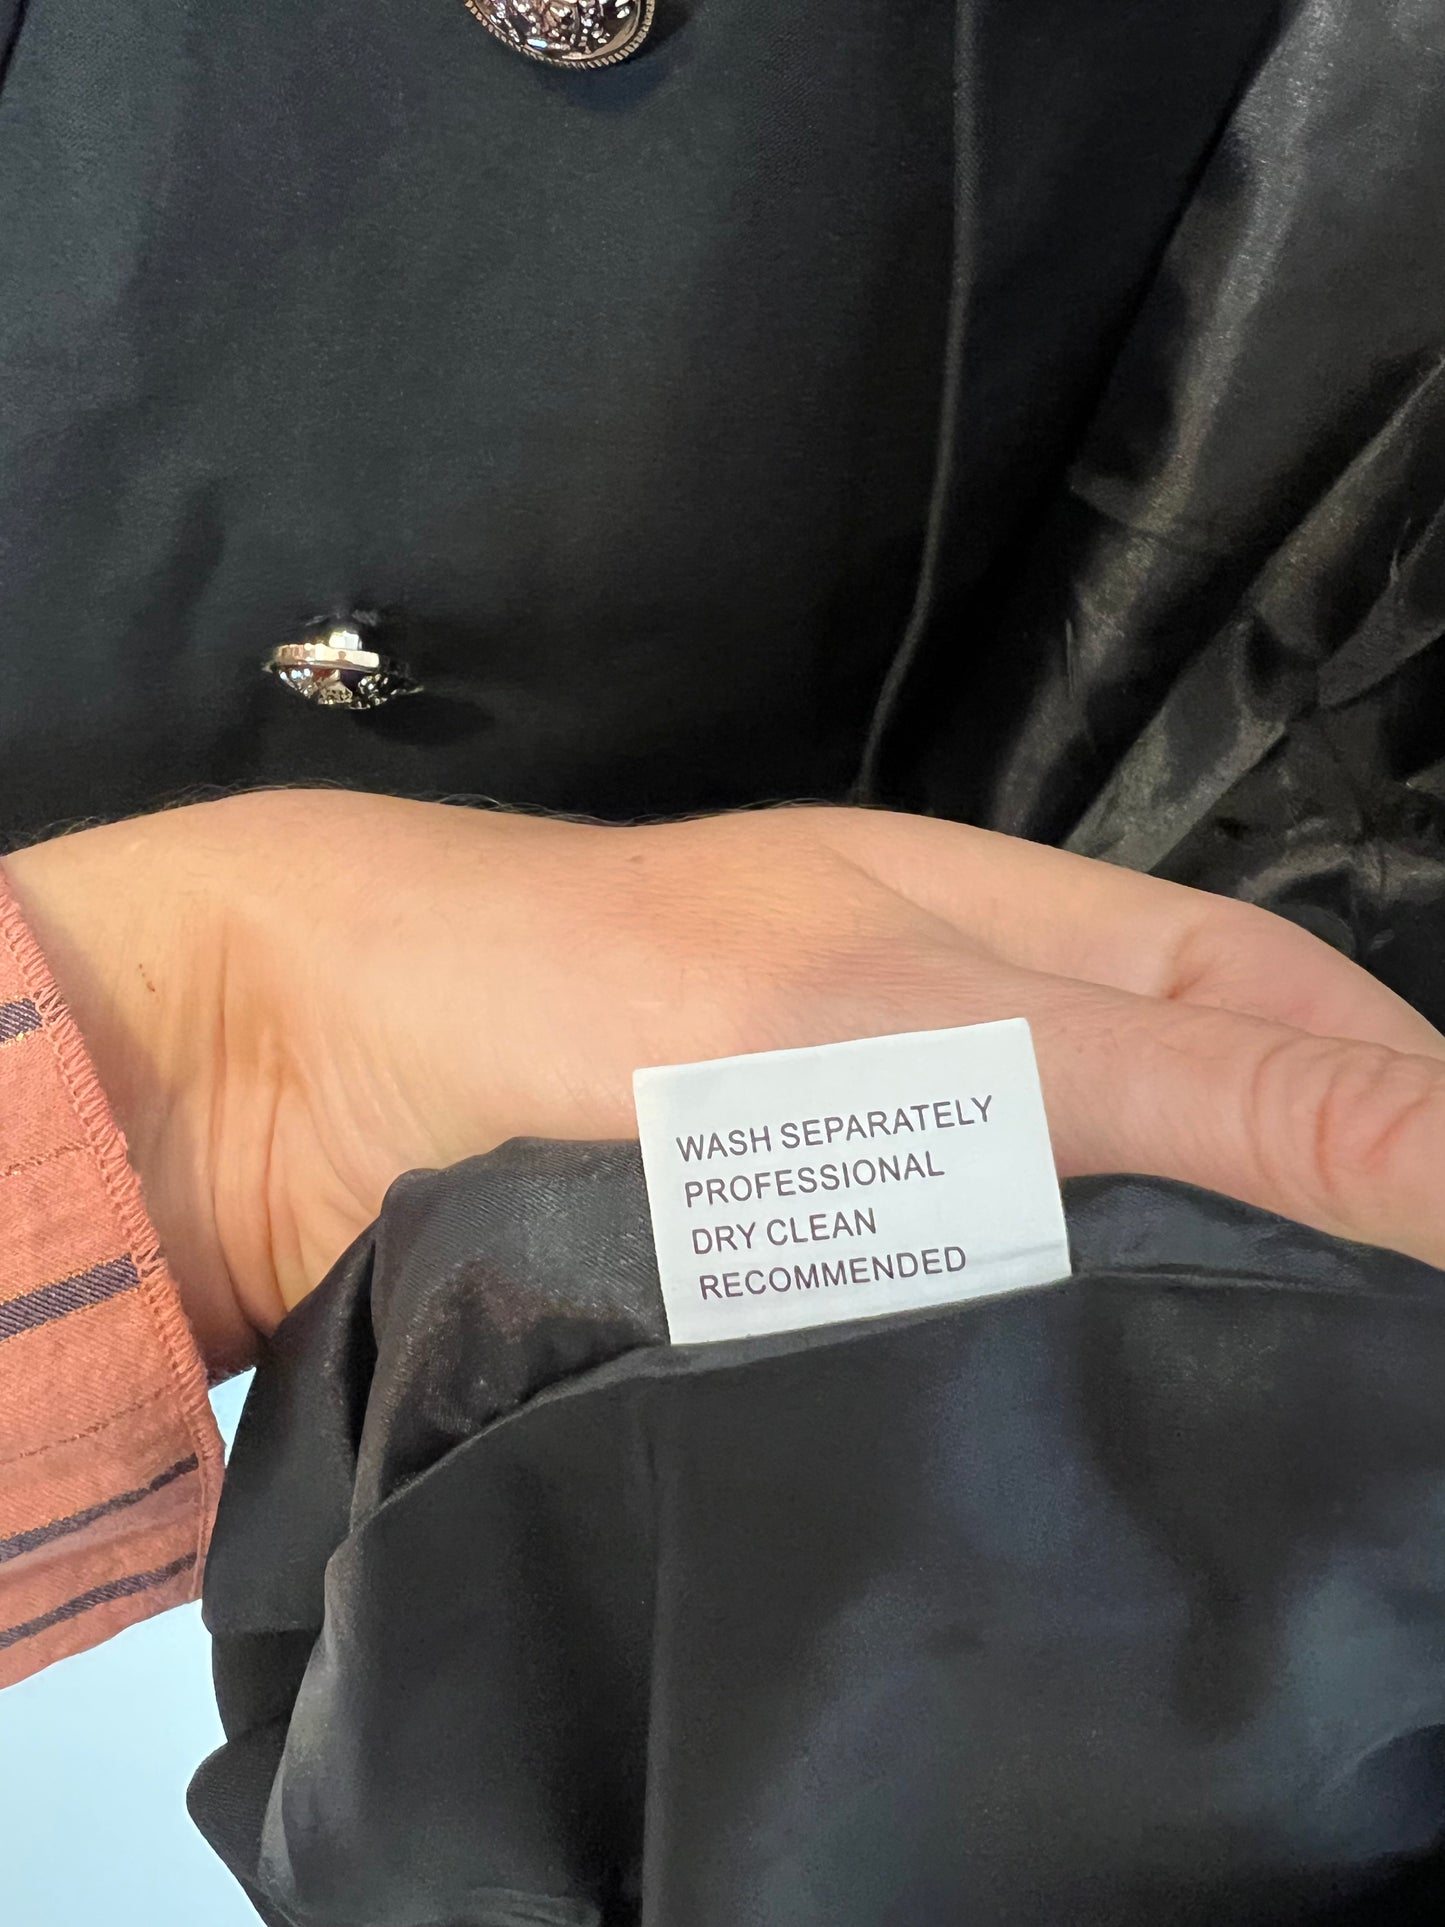 WASH SEPARATELY
PROFESSIONAL
DRY CLEAN
RECOMMENDED